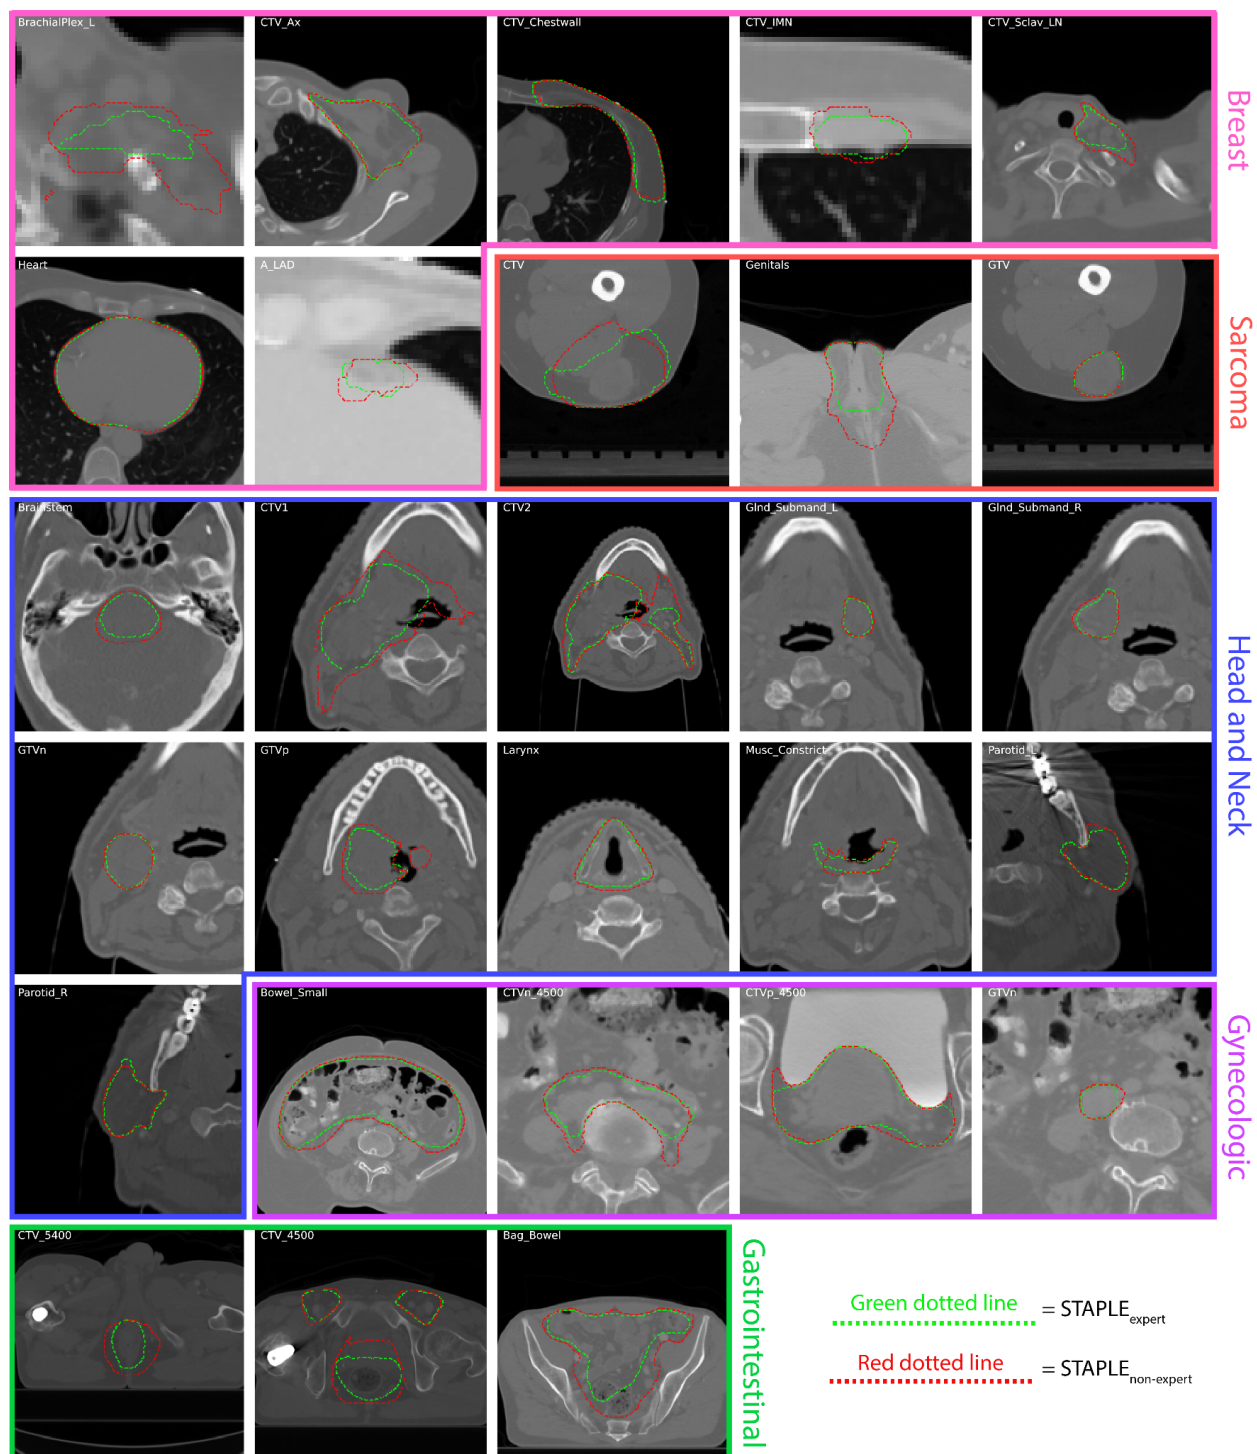 BrachialPlex_L
CTV_Ax
CTV_Chestwall
CTV_IMN
CTV_Sclav_LN
Breast
Heart
A_LAD
CTV
Genitals
GTV
Sarcoma
Brainstem
CTV1
CTV2
Glnd_Submand_L
Glnd_Submand_R
Head and Neck
GTVn
GTVp
Larynx
Musc_Constrict
Parotid_L
Parotid_R
Bowel_Small
CTVn_4500
CTVp_4500
GTVn
Gynecologic
CTV_5400
CTV_4500
Bag_Bowel
Gastrointestinal
Green dotted line = STAPLEexpert
Red dotted line = STAPLEnon-expert